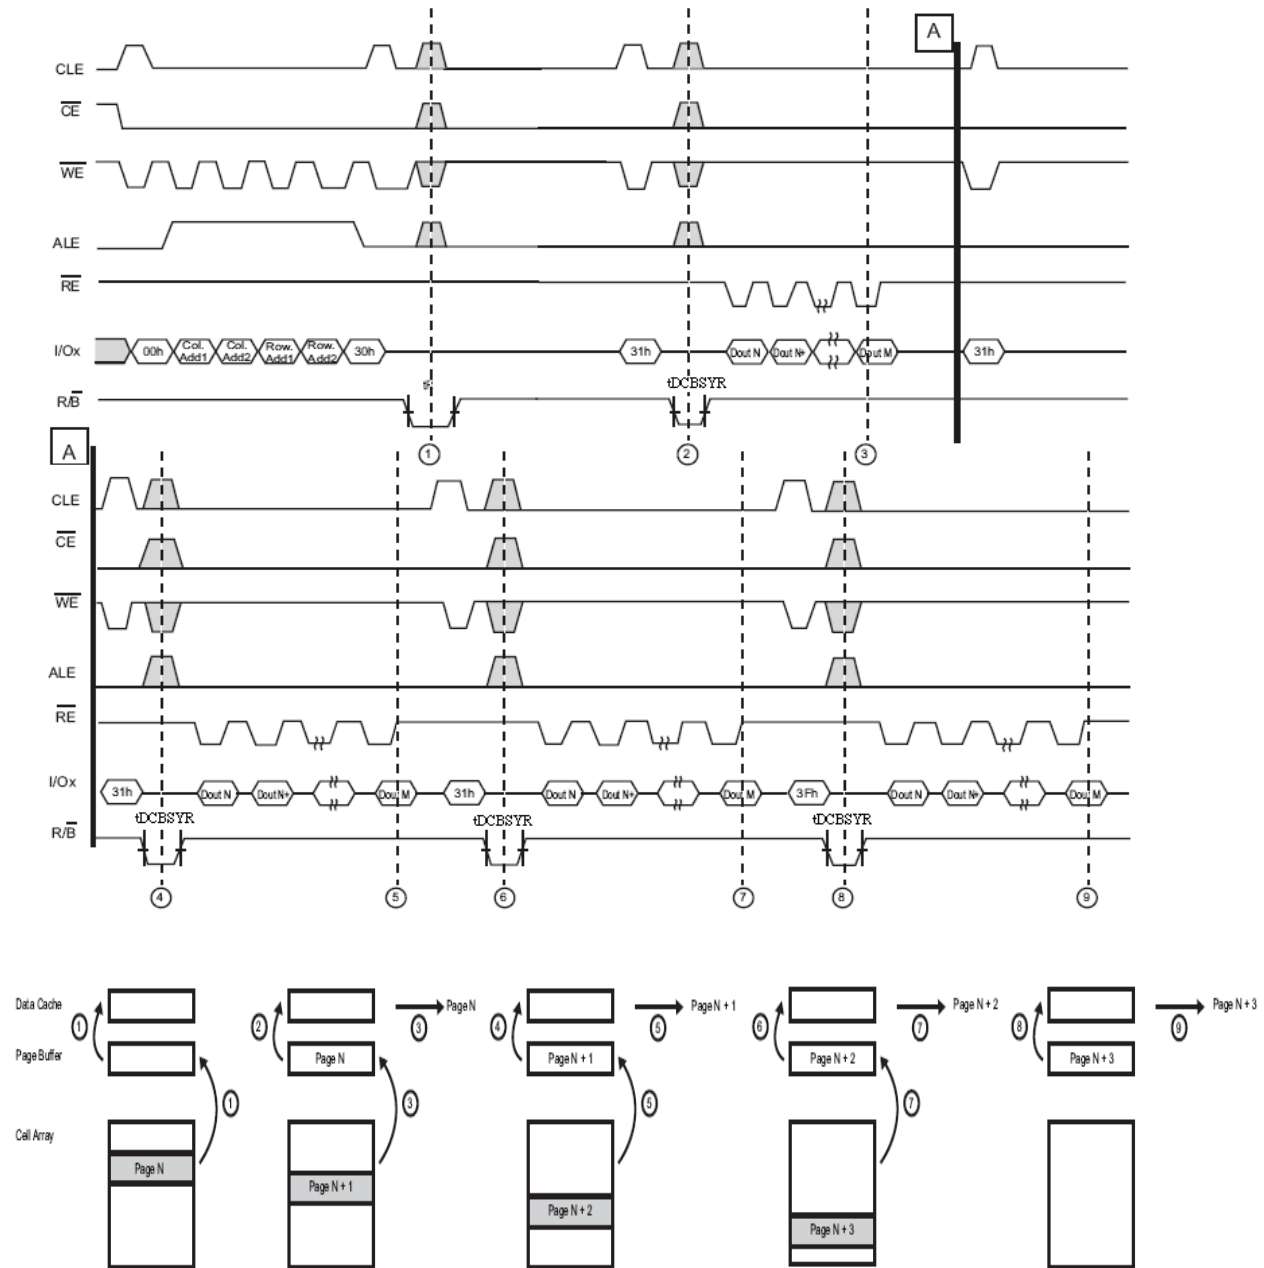 A
CLE
CE
WE
ALE
RE
I/Ox 00h Col. Add1 Col. Add2 Row. Add1 Row. Add2 30h 31h Dout N Dout N+ Dout M 31h
R/B tDCBSYR
1 2 3
A
CLE
CE
WE
ALE
RE
I/Ox 31h Dout N Dout N+ Dout M 31h Dout N Dout N+ Dout M 3Fh Dout N Dout N+ Dout M
R/B tDCBSYR tDCBSYR tDCBSYR
4 5 6 7 8 9
Data Cache 1 2 3 Page N 4 5 Page N + 1 6 7 Page N + 2 8 9 Page N + 3
Page Buffer Page N Page N + 1 Page N + 2 Page N + 3
1 3 5 7
Cell Array
Page N Page N + 1 Page N + 2 Page N + 3